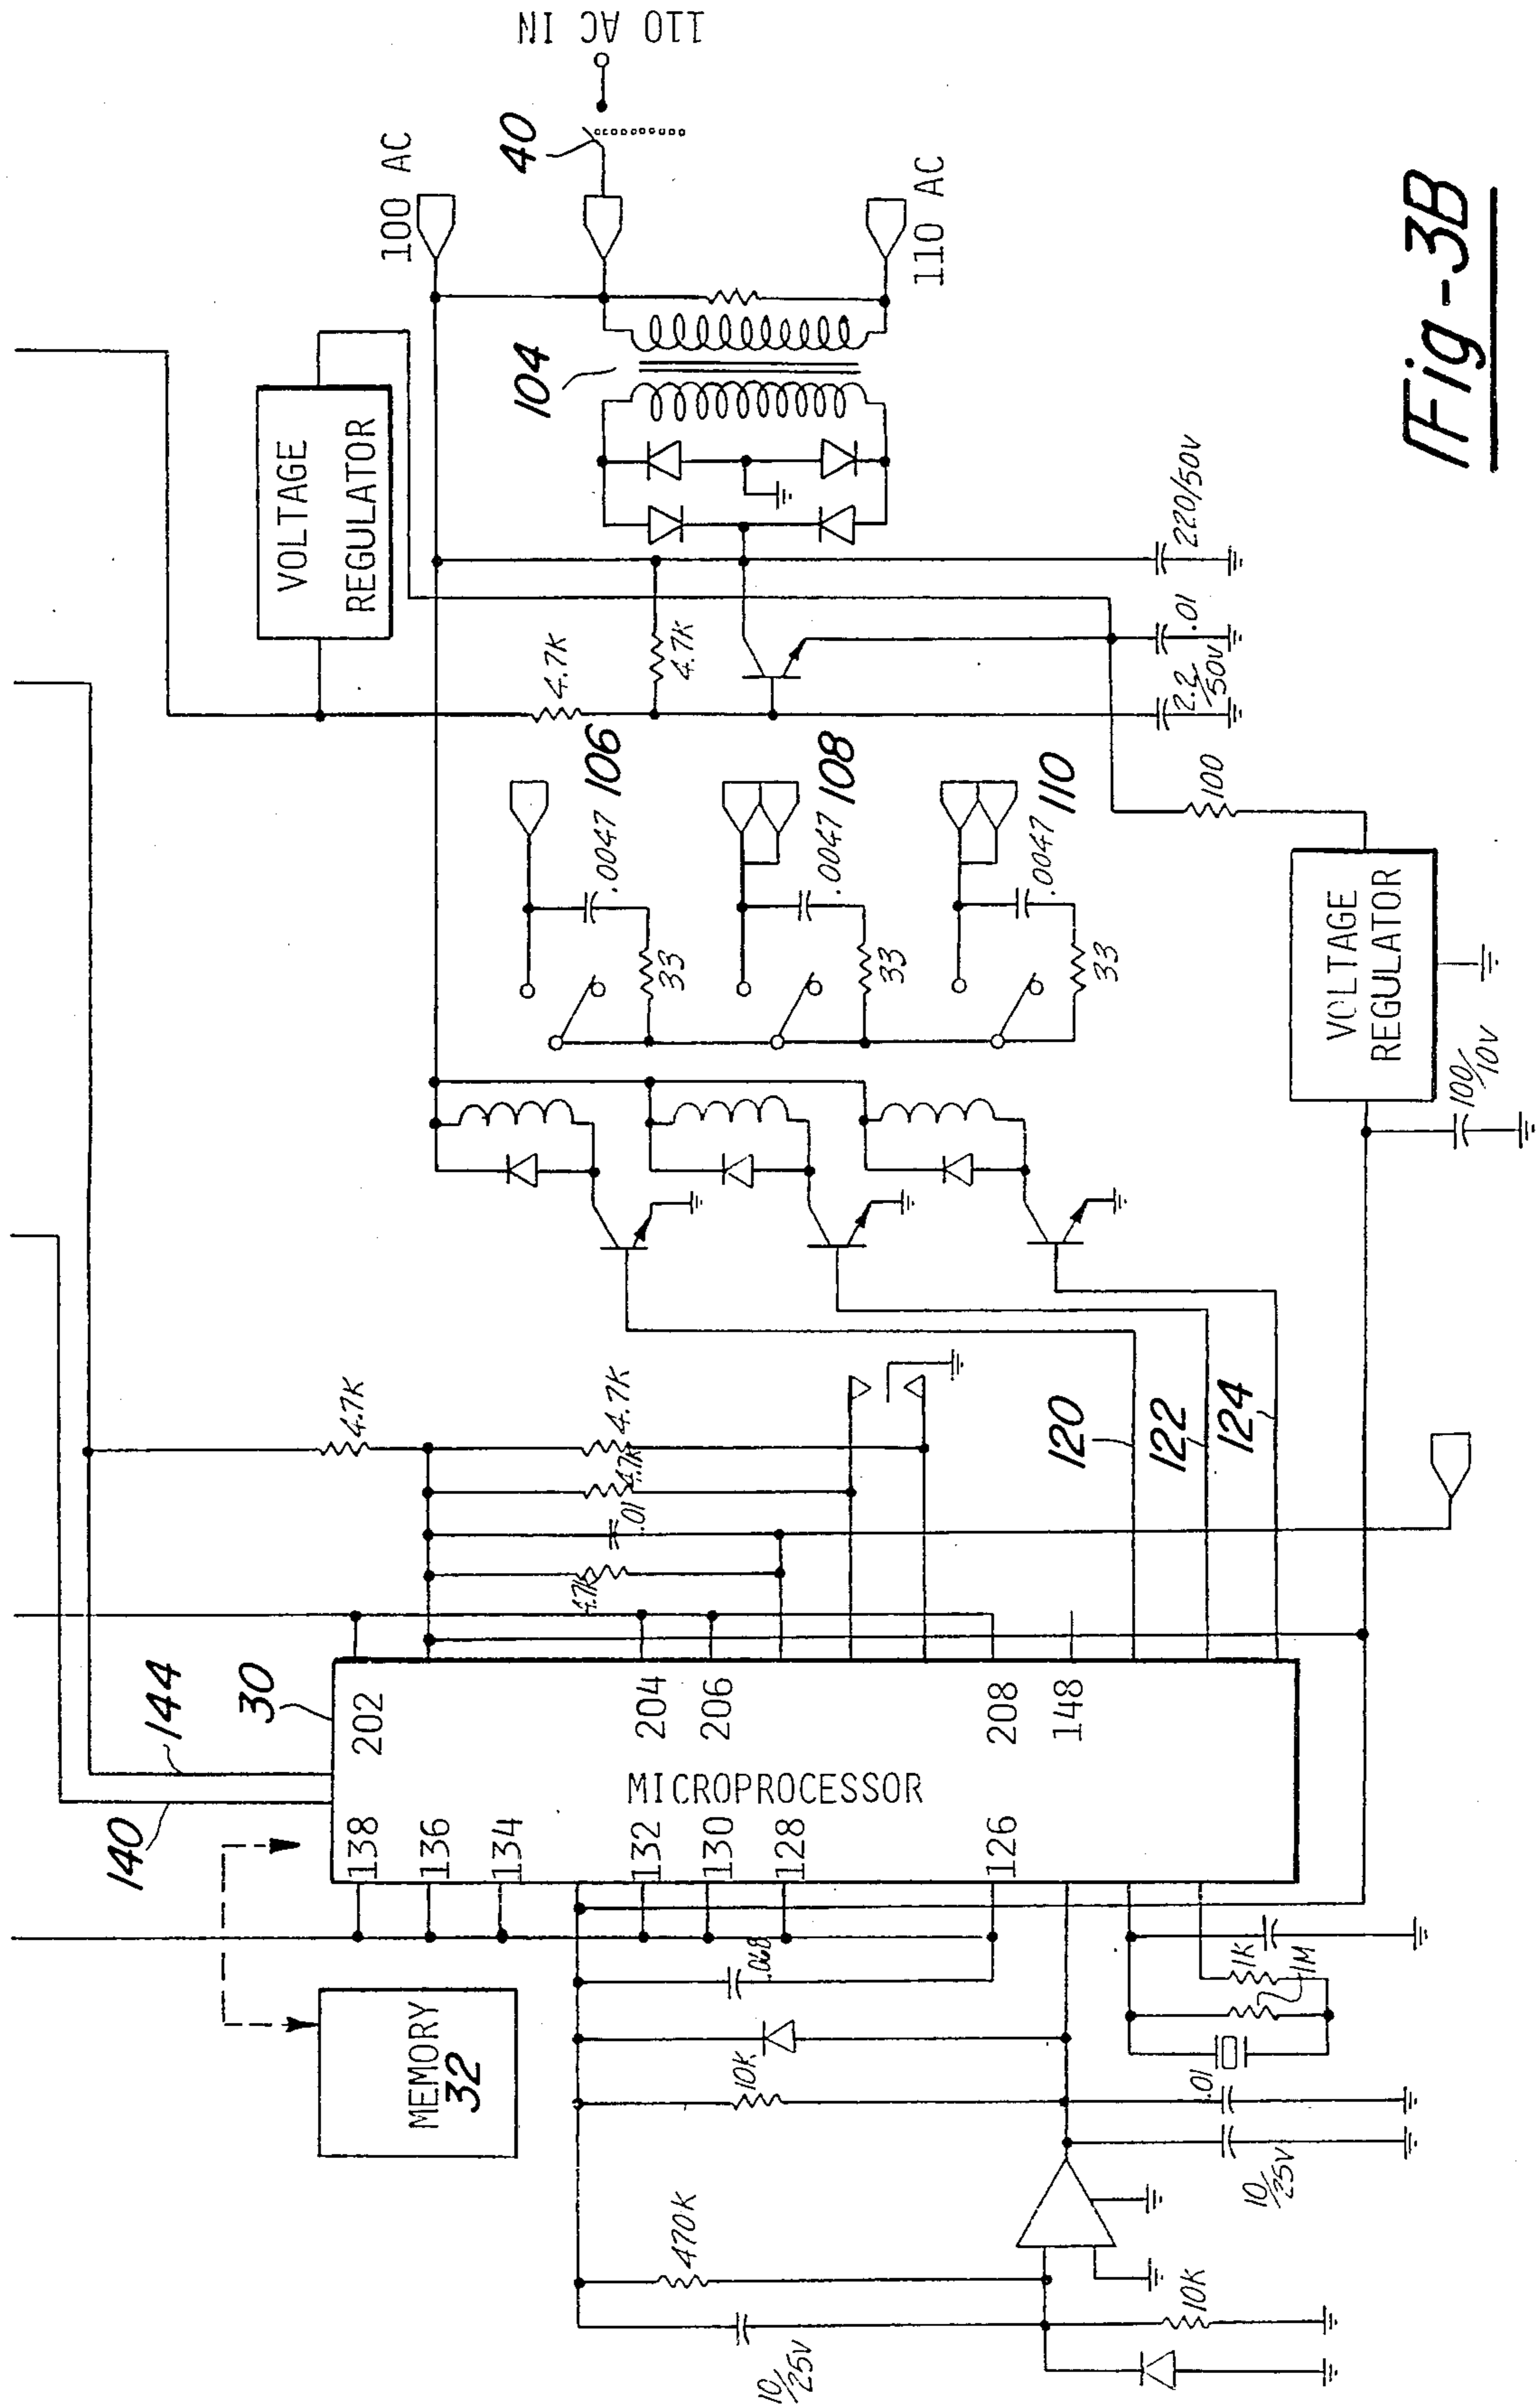 110 AC IN
40
100 AC
110 AC
104
VOLTAGE
REGULATOR
220/50V
.01
2.2/50V
4.7K
4.7K
106
.0047
33
108
.0047
33
110
.0047
33
100
VOLTAGE
REGULATOR
100/10V
4.7K
4.7K
4.7K
.01
4.7K
120
122
124
144
140
30
202
204
206
208
148
MICROPROCESSOR
138
136
134
132
130
128
126
MEMORY
32
.068
10K
1K
1M
.01
10/25V
470K
10/25V
10K
Fig-3B